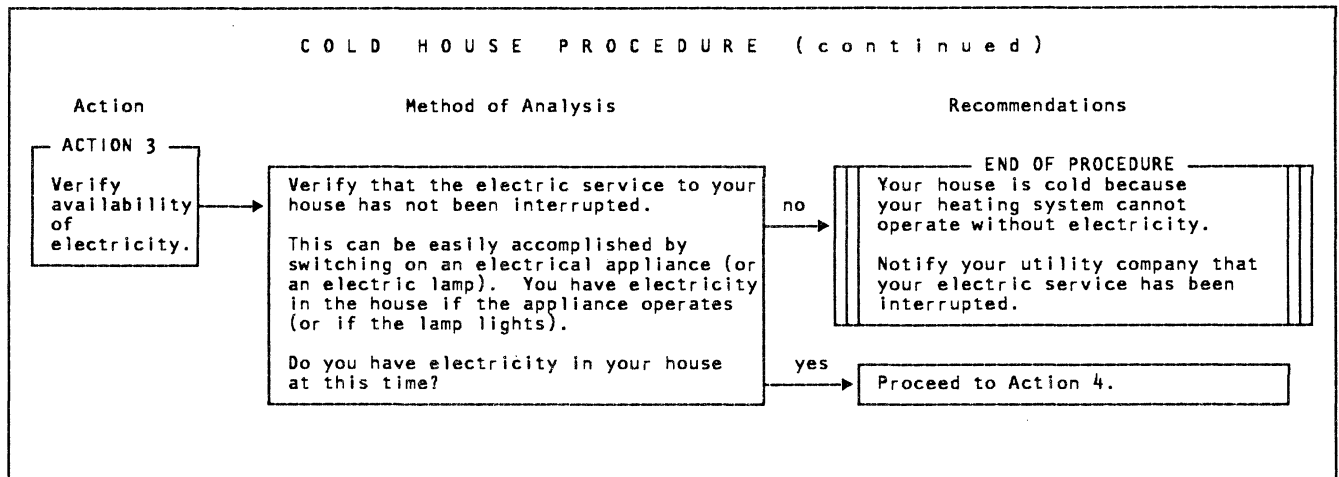 COLD HOUSE PROCEDURE (continued)
Action Method of Analysis Recommendations
ACTION 3
Verify
availability
of
electricity.
Verify that the electric service to your
house has not been interrupted.
This can be easily accomplished by
switching on an electrical appliance (or
an electric lamp). You have electricity
in the house if the appliance operates
(or if the lamp lights).
Do you have electricity in your house
at this time?
no
END OF PROCEDURE
Your house is cold because
your heating system cannot
operate without electricity.
Notify your utility company that
your electric service has been
interrupted.
yes
Proceed to Action 4.